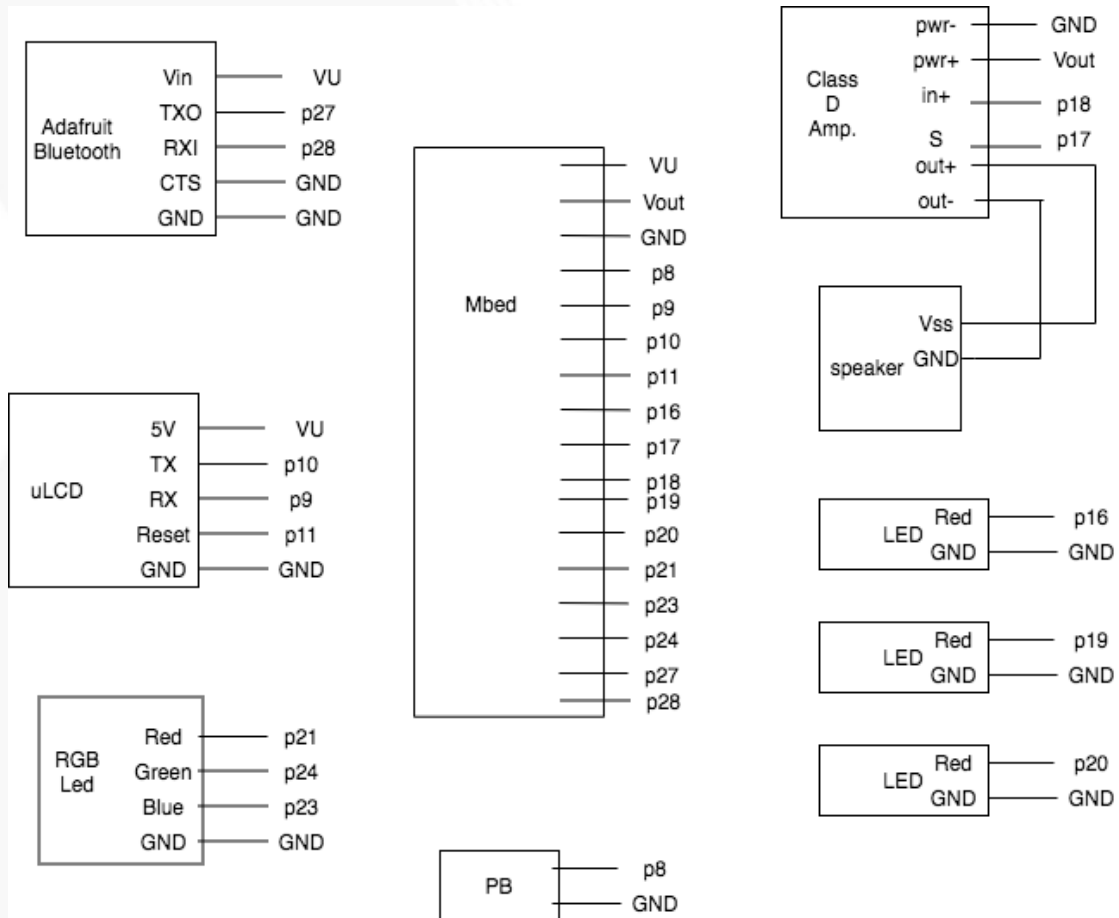 Adafruit
Bluetooth
Vin VU
TXO p27
RXI p28
CTS GND
GND GND
uLCD
5V VU
TX p10
RX p9
Reset p11
GND GND
RGB
Led
Red p21
Green p24
Blue p23
GND GND
Mbed
VU
Vout
GND
p8
p9
p10
p11
p16
p17
p18
p19
p20
p21
p23
p24
p27
p28
PB
p8
GND
Class
D
Amp.
pwr- GND
pwr+ Vout
in+ p18
S p17
out+
out-
speaker
Vss
GND
LED
Red p16
GND GND
LED
Red p19
GND GND
LED
Red p20
GND GND